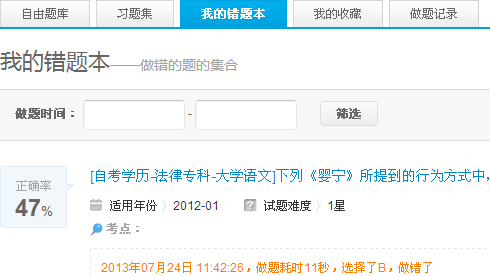 自由题库 习题集 我的错题本 我的收藏 做题记录
我的错题本——做错的题的集合
做题时间： - 筛选
正确率
47%
[自考学历-法律专科-大学语文]下列《婴宁》所提到的行为方式中，
适用年份 > 2012-01 试题难度 > 1星
考点：
2013年07月24日 11:42:26，做题耗时11秒，选择了B，做错了